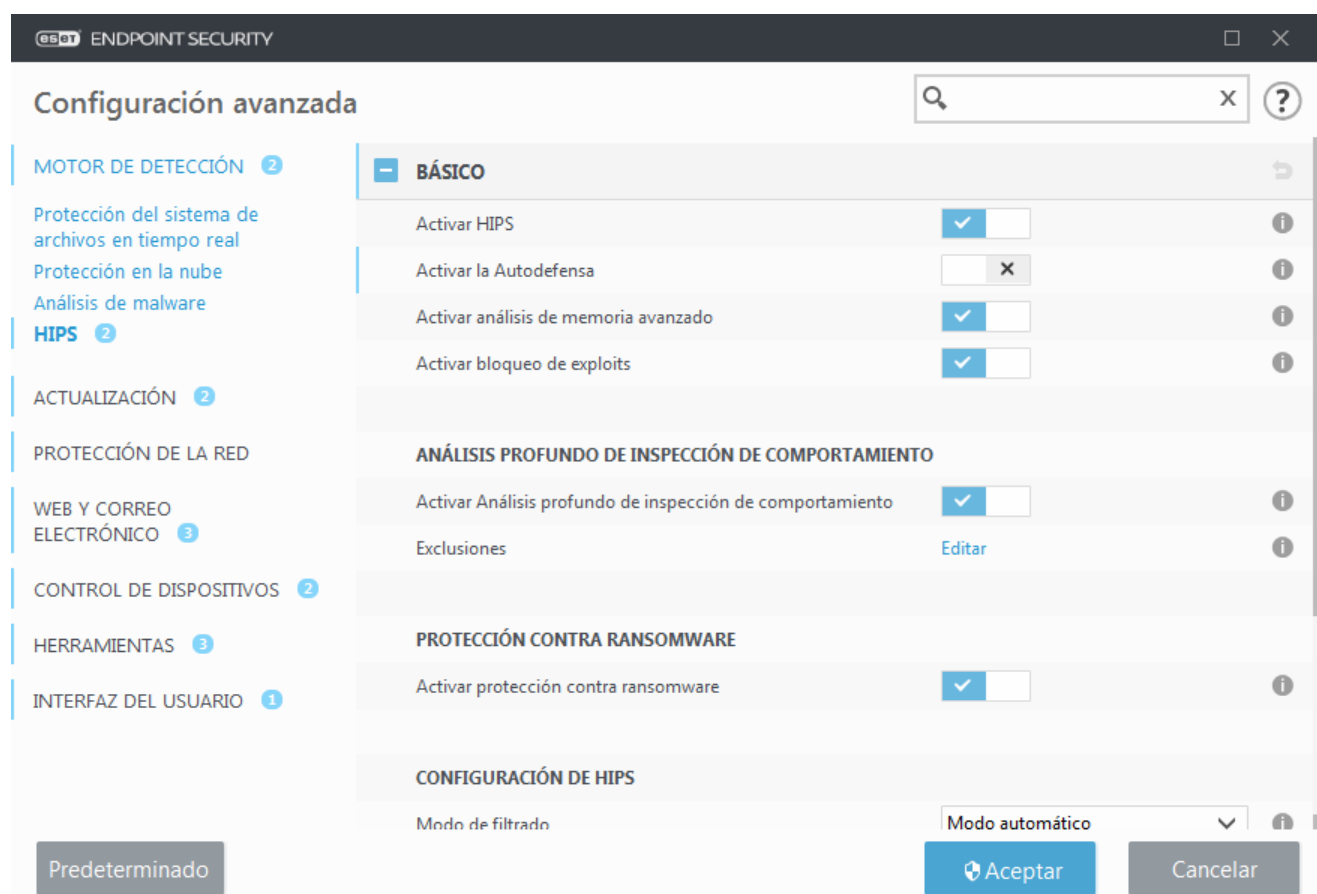 eset ENDPOINT SECURITY
Configuración avanzada
X
?
MOTOR DE DETECCIÓN 2
Protección del sistema de
archivos en tiempo real
Protección en la nube
Análisis de malware
HIPS 2
ACTUALIZACIÓN 2
PROTECCIÓN DE LA RED
WEB Y CORREO
ELECTRÓNICO 3
CONTROL DE DISPOSITIVOS 2
HERRAMIENTAS 3
INTERFAZ DEL USUARIO 1
BÁSICO
Activar HIPS
Activar la Autodefensa
Activar análisis de memoria avanzado
Activar bloqueo de exploits
ANÁLISIS PROFUNDO DE INSPECCIÓN DE COMPORTAMIENTO
Activar Análisis profundo de inspección de comportamiento
Exclusiones Editar
PROTECCIÓN CONTRA RANSOMWARE
Activar protección contra ransomware
CONFIGURACIÓN DE HIPS
Modo de filtrado Modo automático
Predeterminado Aceptar Cancelar